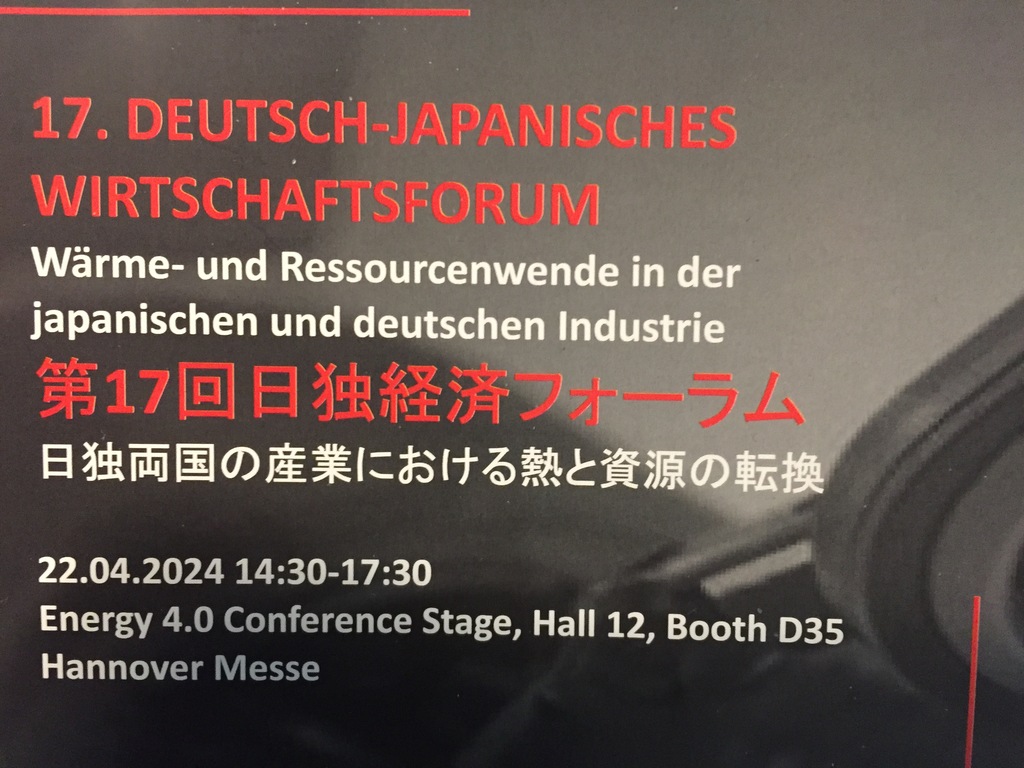 17. DEUTSCH-JAPANISCHES
WIRTSCHAFTSFORUM
Wärme- und Ressourcenwende in der
japanischen und deutschen Industrie
第17回日独経済フォーラム
日独両国の産業における熱と資源の転換
22.04.2024 14:30-17:30
Energy 4.0 Conference Stage, Hall 12, Booth D35
Hannover Messe